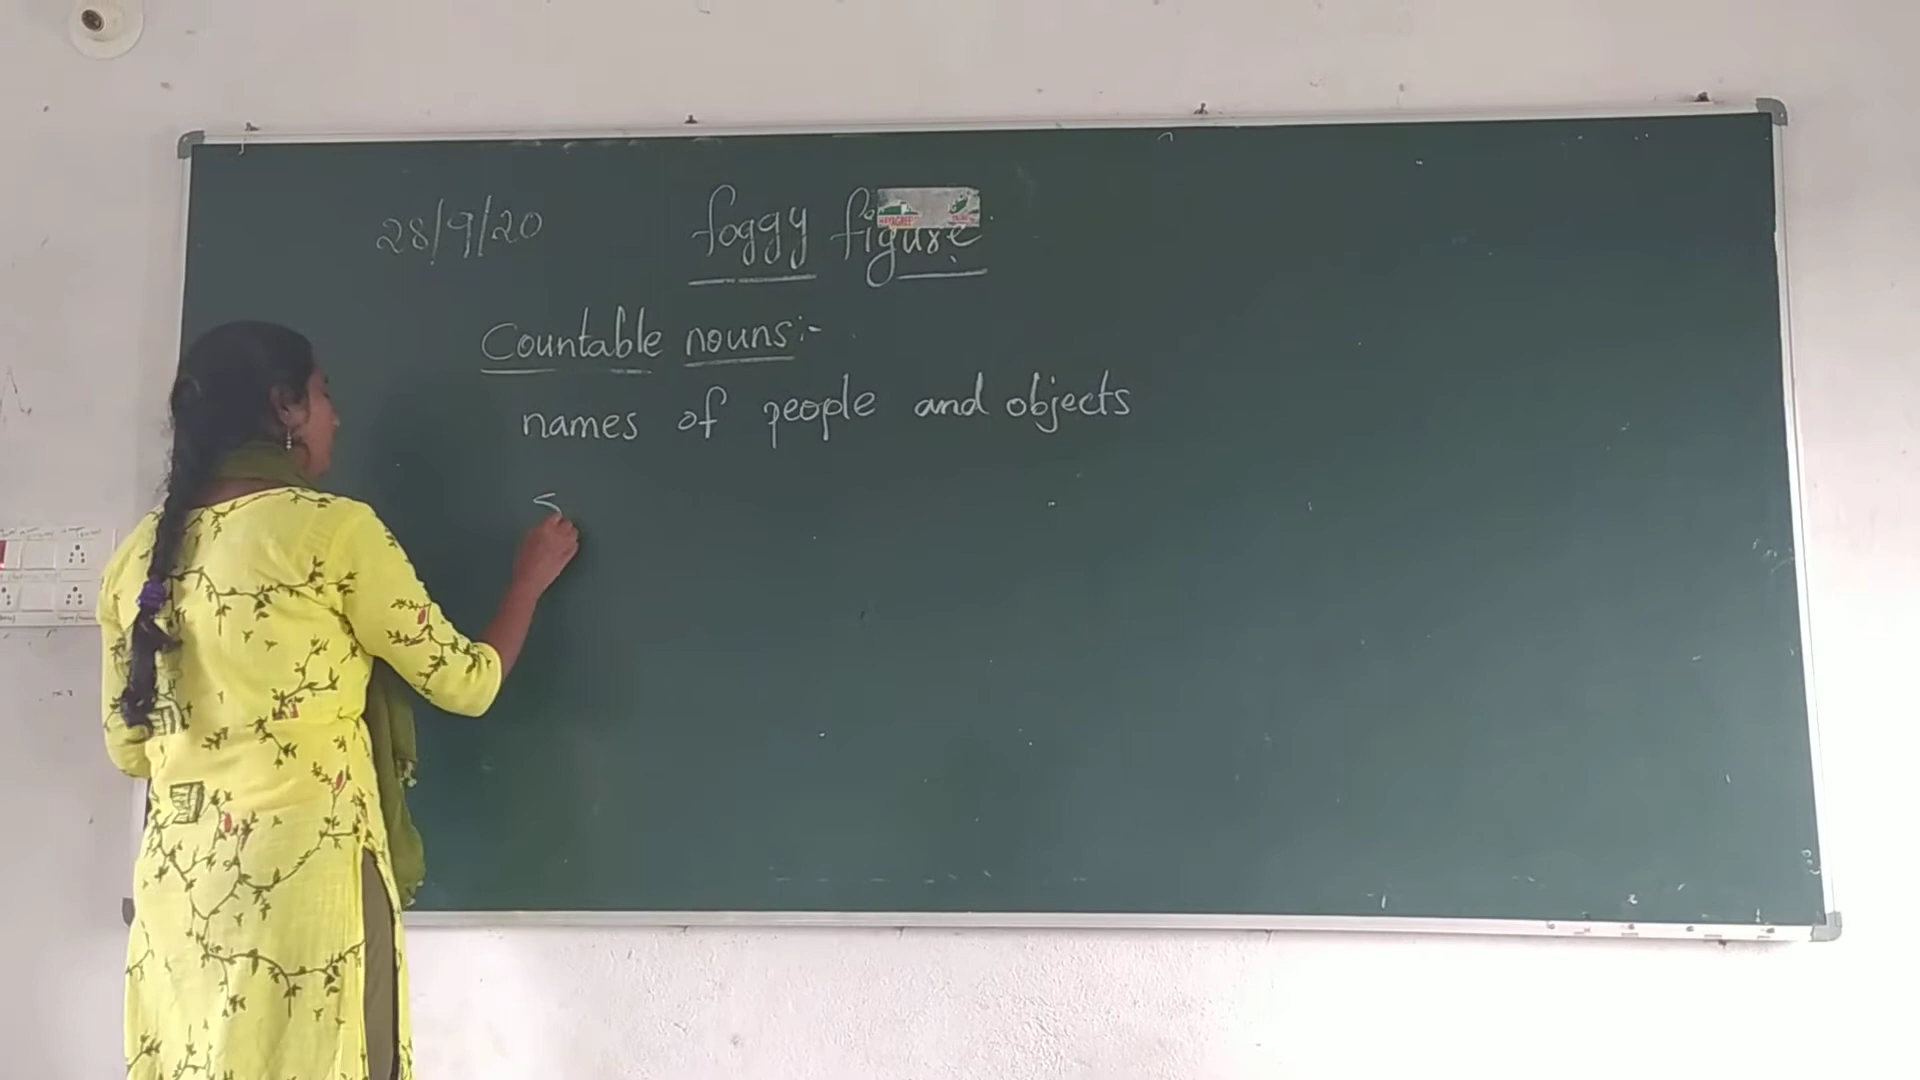 28/9/20 foggy figure
Countable nouns:-
names of people and objects
S